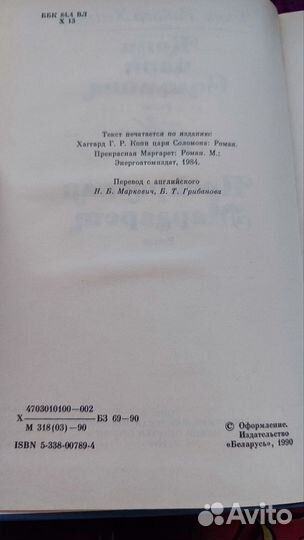 ББК 84.4 ВЛ
Х 13
Текст печатается по изданию:
Хаггард Г. Р. Копи царя Соломона: Роман.
Прекрасная Маргарет: Роман. М.:
Энергоатомиздат, 1984.
Перевод с английского
Н. Б. Маркович, Б. Т. Грибанова
4703010100—002
Х БЗ 69—90
М 318(03)—90
ISBN 5-338-00789-4
© Оформление.
Издательство
«Беларусь», 1990
Avito